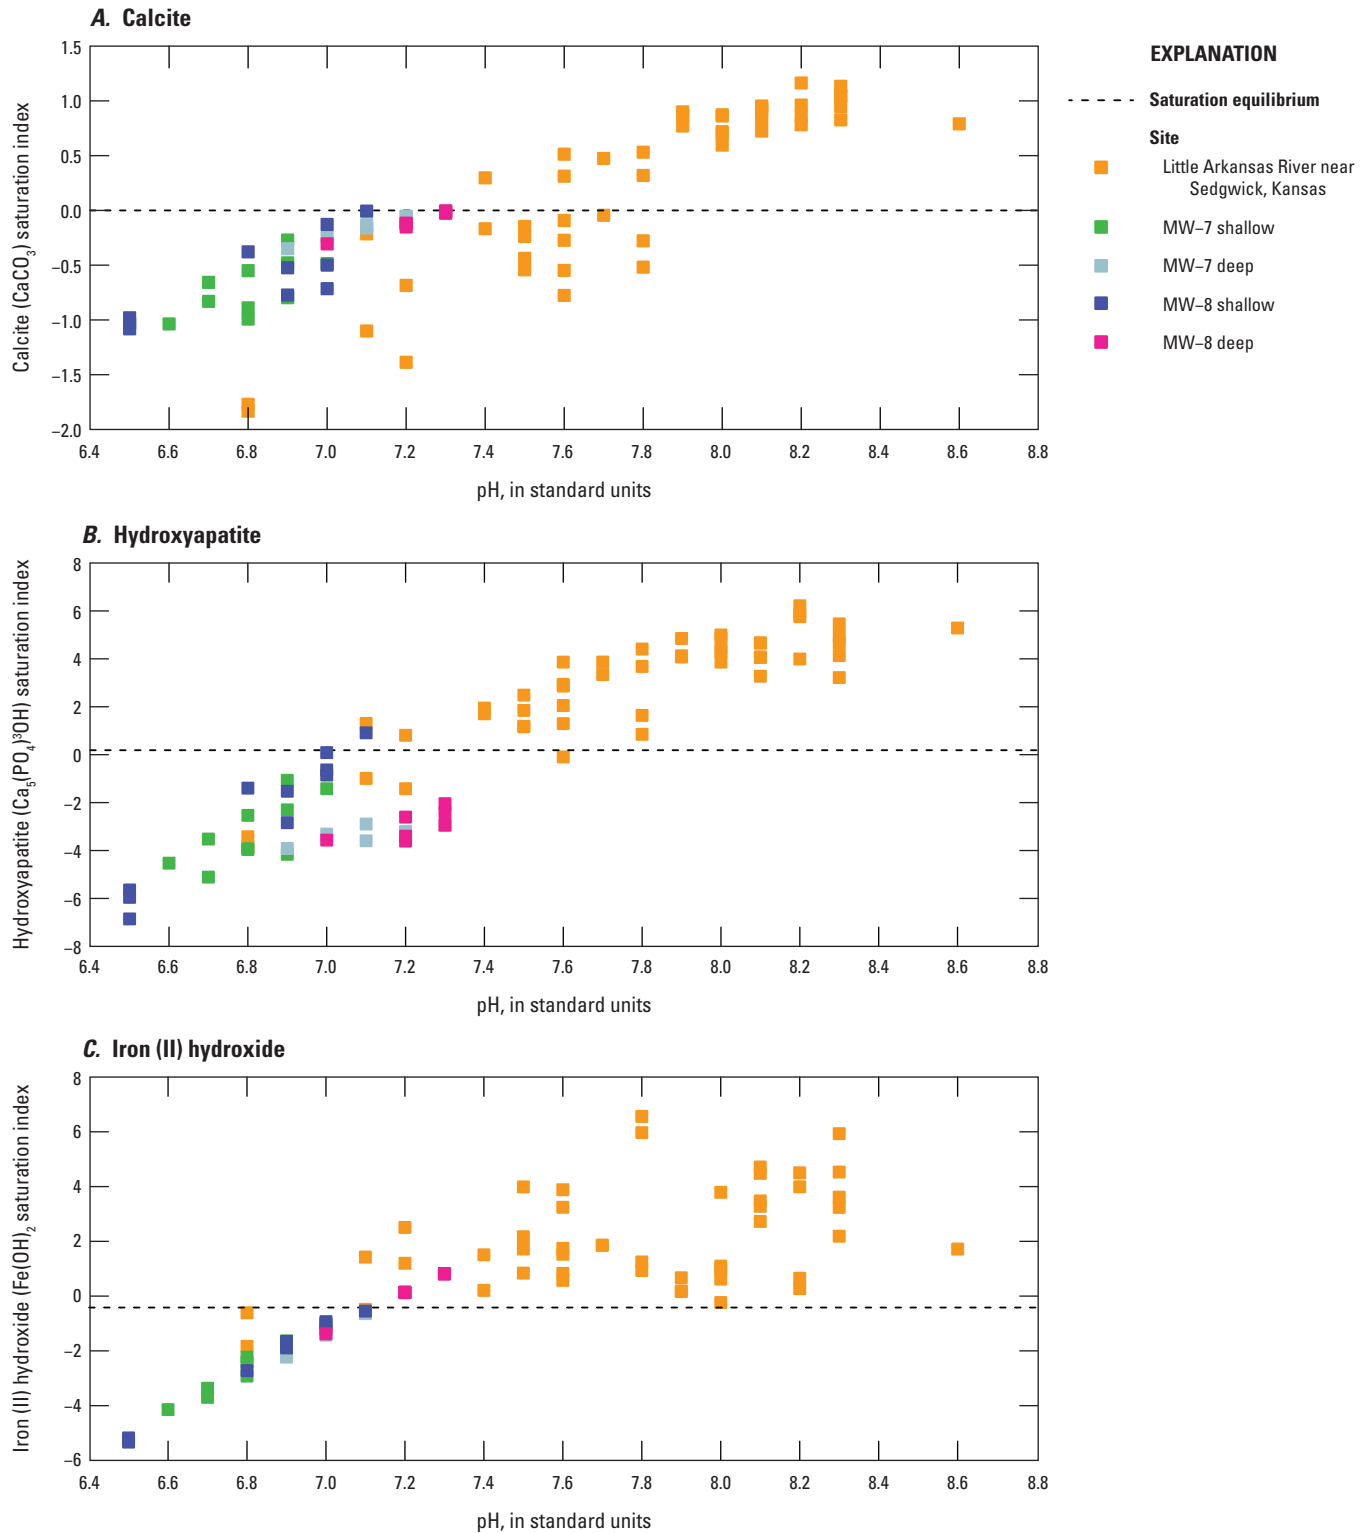 A. Calcite
1.5
1.0
0.5
0.0
−0.5
−1.0
−1.5
−2.0
Calcite (CaCO3) saturation index
6.4 6.6 6.8 7.0 7.2 7.4 7.6 7.8 8.0 8.2 8.4 8.6 8.8
pH, in standard units
EXPLANATION
Saturation equilibrium
Site
Little Arkansas River near
Sedgwick, Kansas
MW–7 shallow
MW–7 deep
MW–8 shallow
MW–8 deep
B. Hydroxyapatite
8
6
4
2
0
−2
−4
−6
−8
Hydroxyapatite (Ca5(PO4)3OH) saturation index
6.4 6.6 6.8 7.0 7.2 7.4 7.6 7.8 8.0 8.2 8.4 8.6 8.8
pH, in standard units
C. Iron (II) hydroxide
8
6
4
2
0
−2
−4
−6
Iron (II) hydroxide (Fe(OH)2 saturation index
6.4 6.6 6.8 7.0 7.2 7.4 7.6 7.8 8.0 8.2 8.4 8.6 8.8
pH, in standard units